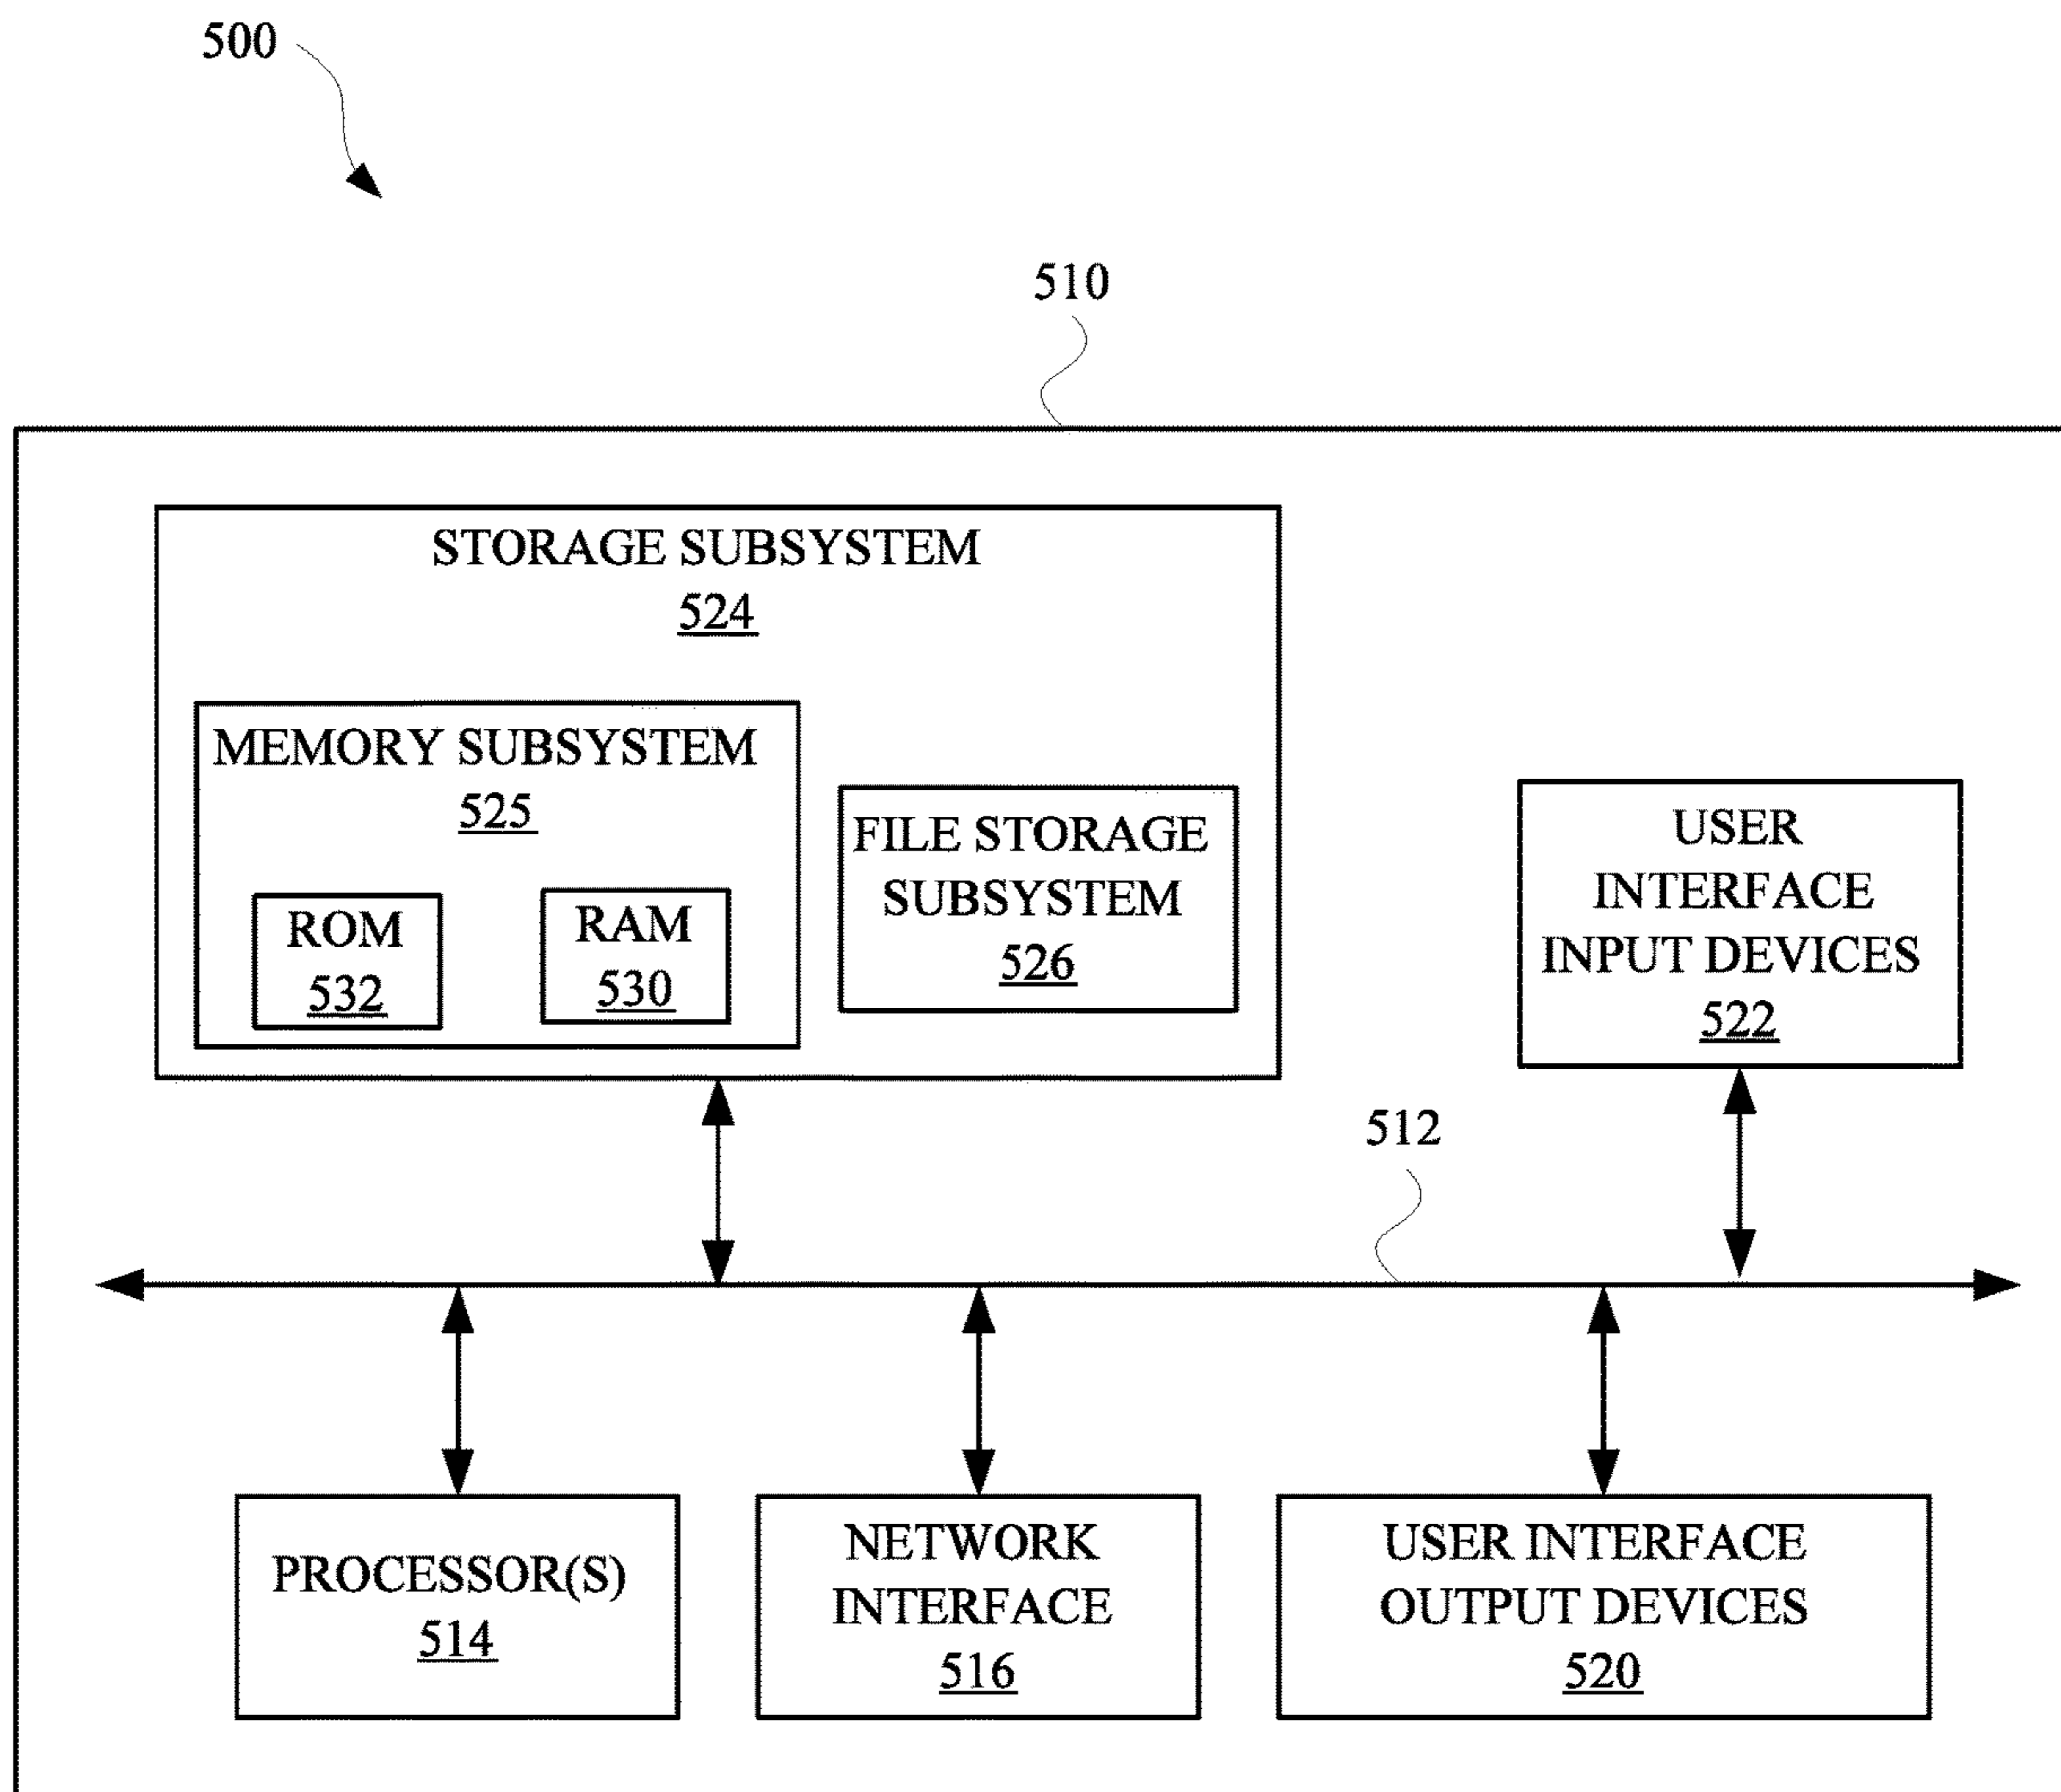 500
510
STORAGE SUBSYSTEM
524
MEMORY SUBSYSTEM
525
ROM
532
RAM
530
FILE STORAGE
SUBSYSTEM
526
USER
INTERFACE
INPUT DEVICES
522
512
PROCESSOR(S)
514
NETWORK
INTERFACE
516
USER INTERFACE
OUTPUT DEVICES
520